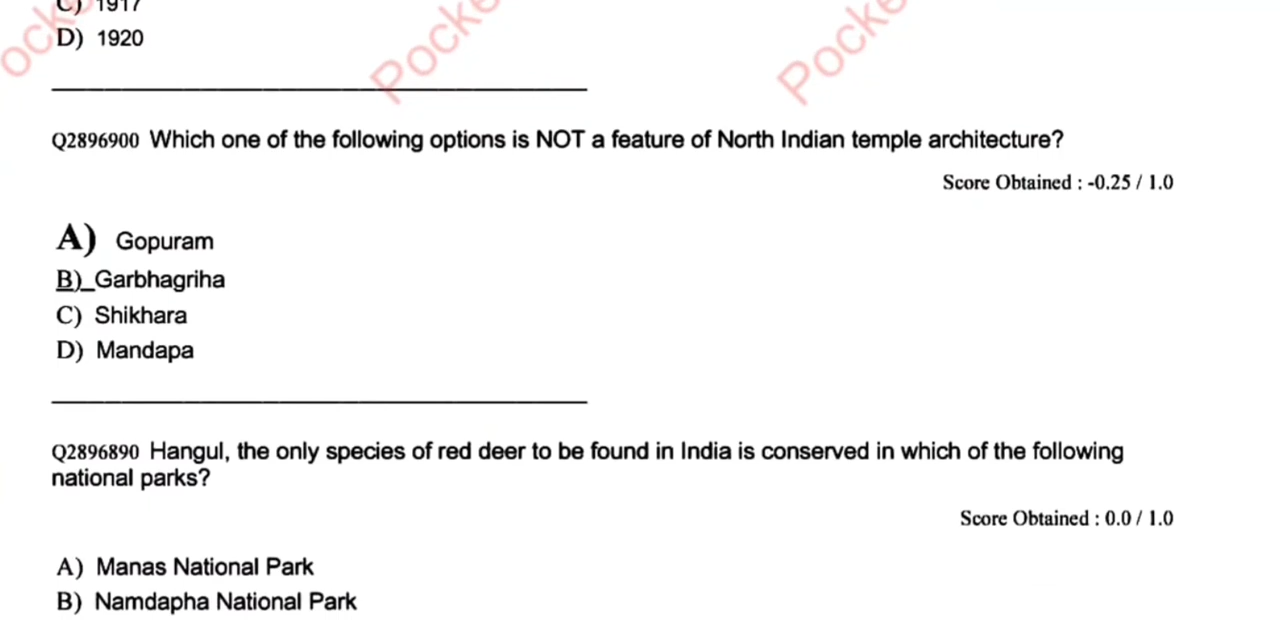 C) 1917
D) 1920
Q2896900 Which one of the following options is NOT a feature of North Indian temple architecture?
Score Obtained : -0.25 / 1.0
A) Gopuram
B) Garbhagriha
C) Shikhara
D) Mandapa
Q2896890 Hangul, the only species of red deer to be found in India is conserved in which of the following
national parks?
Score Obtained : 0.0 / 1.0
A) Manas National Park
B) Namdapha National Park